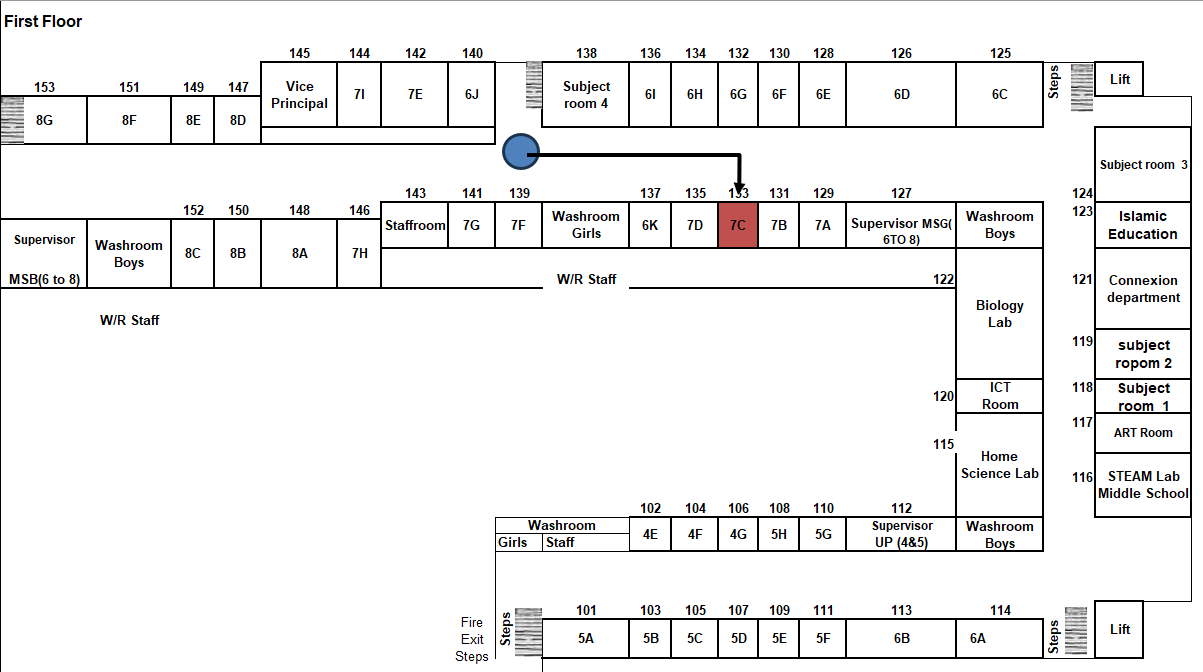 First Floor
145 144 142 140 138 136 134 132 130 128 126 125
Vice
Principal
7I 7E 6J
Subject
room 4
6I 6H 6G 6F 6E 6D 6C
Steps
Lift
153 151 149 147
8G 8F 8E 8D
Subject room 3
124
143 141 139 137 135 133 131 129 127
Staffroom 7G 7F
Washroom
Girls
6K 7D 7C 7B 7A
Supervisor MSG(
6TO 8)
Washroom
Boys
123
Islamic
Education
152 150 148 146
Supervisor
MSB(6 to 8)
Washroom
Boys
8C 8B 8A 7H
W/R Staff
W/R Staff
122
Biology
Lab
121
Connexion
department
119
subject
ropom 2
120
ICT
Room
118
Subject
room 1
117
ART Room
115
Home
Science Lab
116
STEAM Lab
Middle School
102 104 106 108 110 112
Washroom
Girls Staff
4E 4F 4G 5H 5G
Supervisor
UP (4&5)
Washroom
Boys
101 103 105 107 109 111 113 114
Fire
Exit
Steps
Steps
5A 5B 5C 5D 5E 5F 6B 6A
Steps
Lift